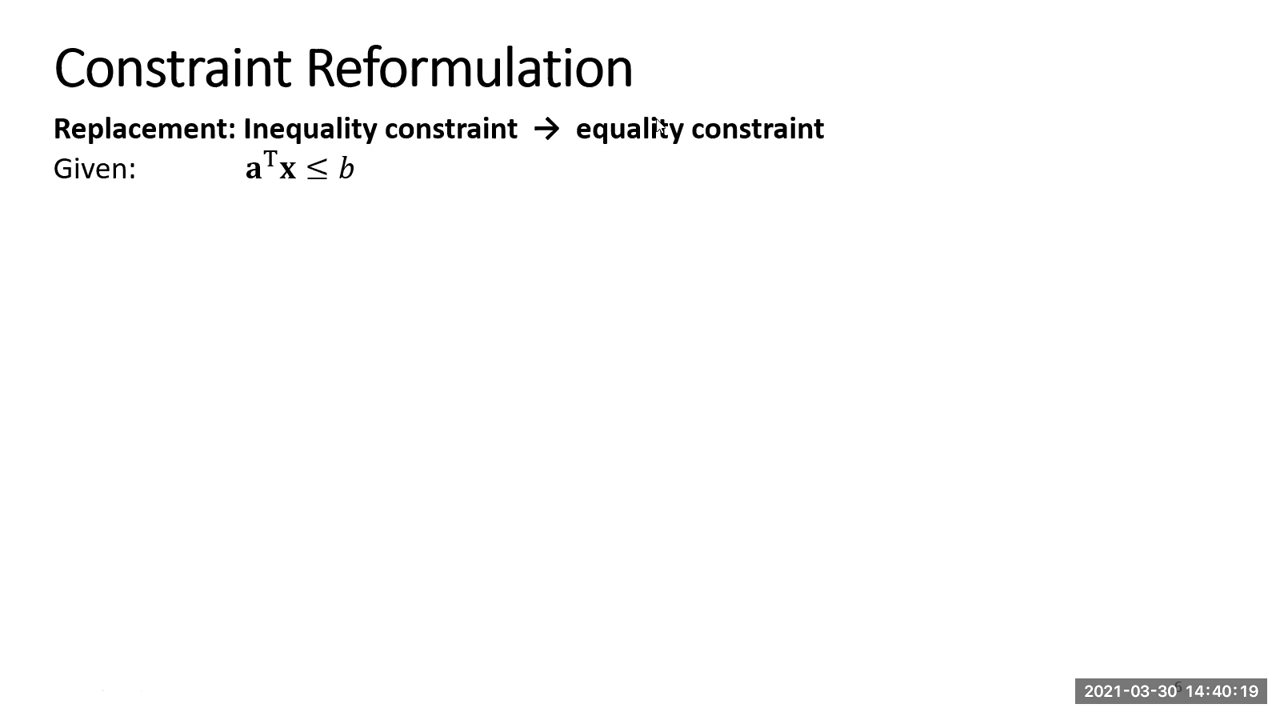 Constraint Reformulation
Replacement: Inequality constraint → equality constraint
Given: 𝐚ᵀ𝐱 ≤ 𝑏
2021-03-30 14:40:19